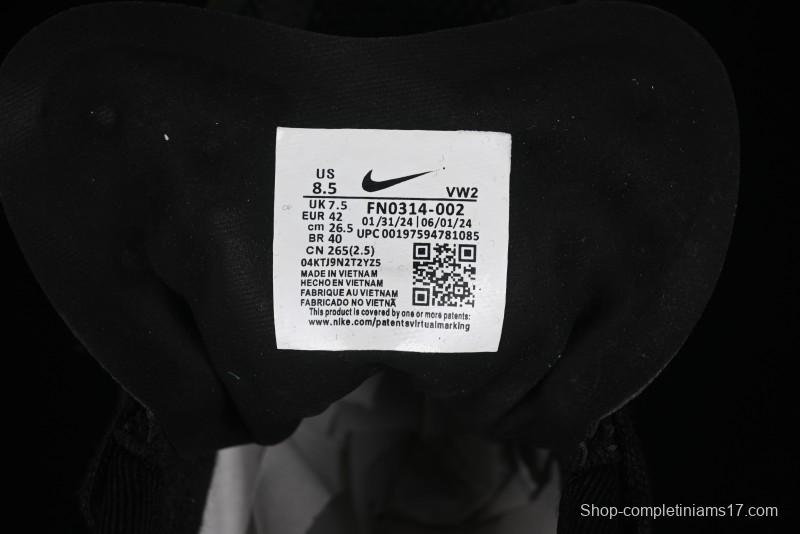 US
8.5
VW2
UK 7.5
FN0314-002
EUR 42
01/31/24 | 06/01/24
cm 26.5
UPC 00197594781085
BR 40
CN 265(2.5)
04KTJ9N2T2YZ5
MADE IN VIETNAM
HECHO EN VIETNAM
FABRIQUE AU VIETNAM
FABRICADO NO VIETNÃ
This product is covered by one or more patents:
www.nike.com/patentsvirtualmarking
Shop-completiniams17.com